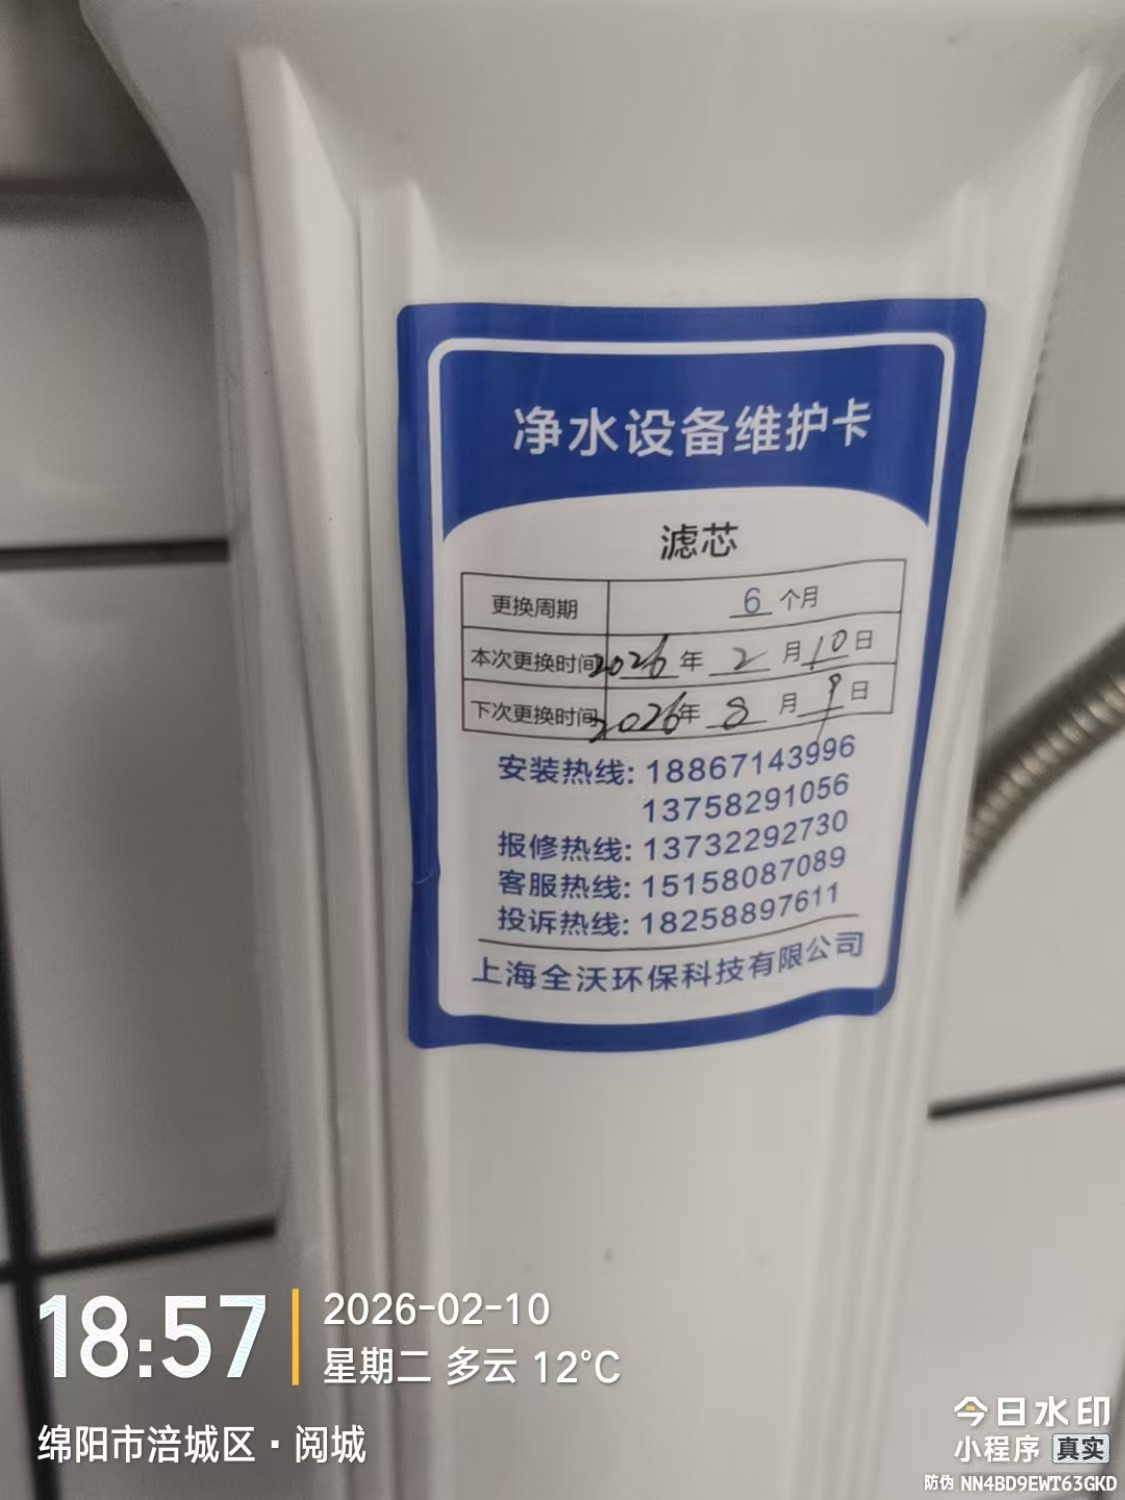 净水设备维护卡
滤芯
更换周期 6 个月
本次更换时间 2026 年 2 月 10 日
下次更换时间 2026 年 8 月 9 日
安装热线: 18867143996
13758291056
报修热线: 13732292730
客服热线: 15158087089
投诉热线: 18258897611
上海全沃环保科技有限公司
18:57
2026-02-10
星期二 多云 12°C
绵阳市涪城区·阅城
今日水印
小程序 真实
防伪 NN4BD9EWT63GKD